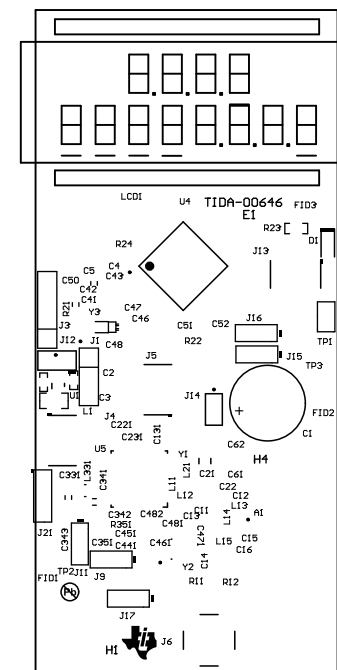 LCD1
U4
TIDA-00646
FID3
E1
R23
D1
R24
J13
C4
C5
C43
C50
C42
C41
R21
Y3
C47
C46
C51
C52
J16
J3
TP1
J12
J1
C48
R22
J5
J15
TP3
C2
U1
J14
C3
L1
J4
FID2
C221
C1
C231
C131
C62
U5
Y1
H4
C331
L331
C341
L21
C21
C61
L11
C22
L12
C12
L13
J21
C342
C482
C11
A1
C13
L14
R351
C481
C343
C451
C471
C15
C351
C441
C461
L15
C16
C14
TP2
J11
J9
Y2
FID1
R11
R12
Pb
J17
H1
J6